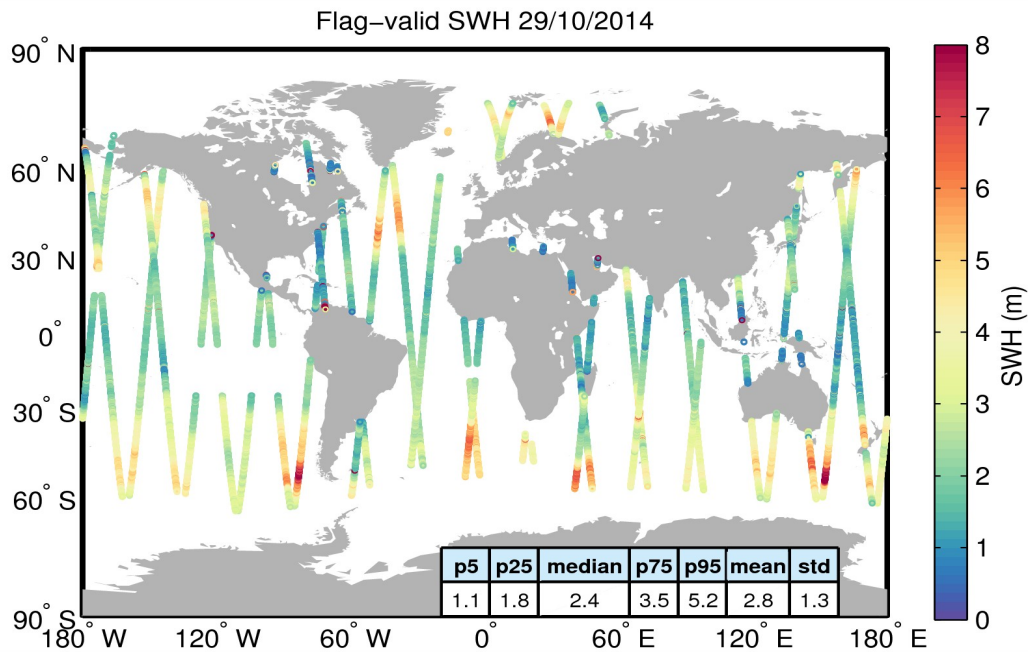 Flag−valid SWH 29/10/2014
90° N
60° N
30° N
0°
30° S
60° S
90° S
180° W
120° W
60° W
0°
60° E
120° E
180° E
p5 p25 median p75 p95 mean std
1.1 1.8 2.4 3.5 5.2 2.8 1.3
8
7
6
5
4
3
2
1
0
SWH (m)